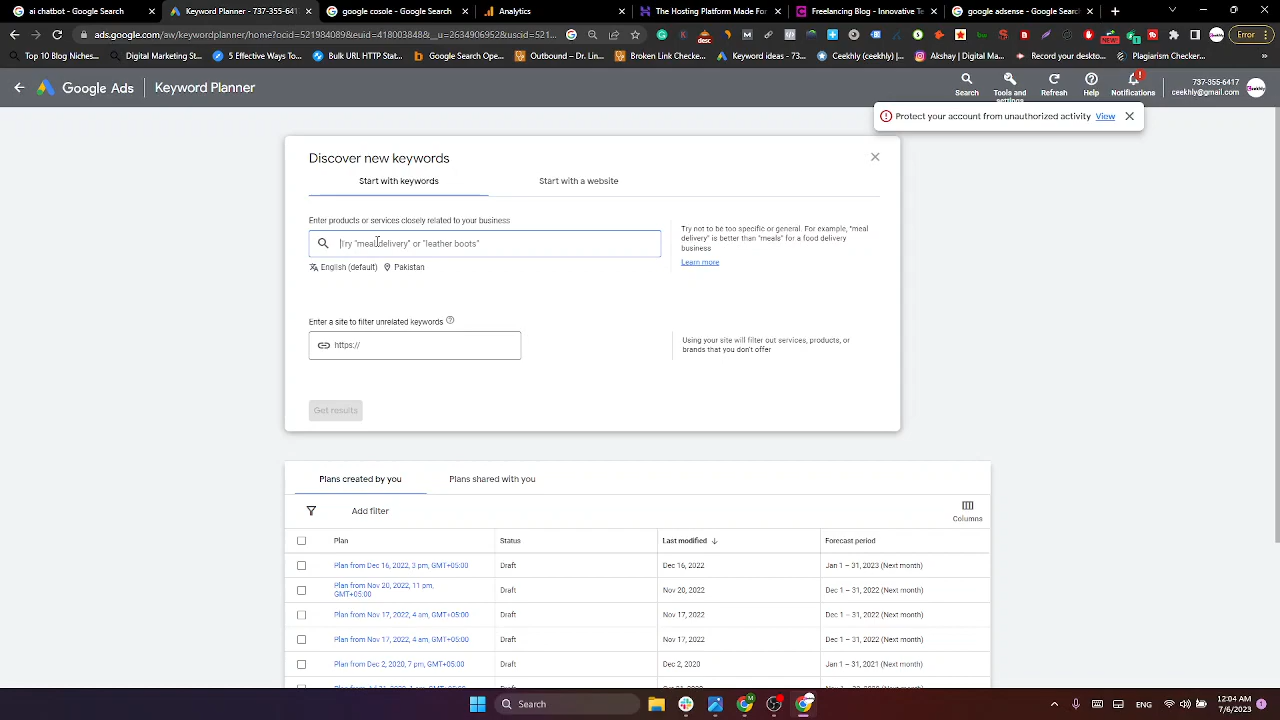 ai chatbot - Google Search
Keyword Planner - 737-355-641
google cosole - Google Search
Analytics
The Hosting Platform Made For
Freelancing Blog - Innovative Te
google adsense - Google Search
ads.google.com/aw/keywordplanner/home?ocid=521984098&euid=418003848&__u=6384906952&uscid=521...
Error
Top 10 Blog Niches...
Digital Marketing St...
5 Effective Ways To...
Bulk URL HTTP Stat...
Google Search Ope...
Outbound – Dr. Lin...
Broken Link Checke...
Keyword ideas - 73...
Ceekhly (ceekhly) |...
Akshay | Digital Ma...
Record your deskto...
Plagiarism Checker...
Google Ads
Keyword Planner
Search
Tools and settings
Refresh
Help
Notifications
737-355-6417
ceekhly@gmail.com
Protect your account from unauthorized activity View
Discover new keywords
Start with keywords
Start with a website
Enter products or services closely related to your business
Try "meal delivery" or "leather boots"
English (default)
Pakistan
Try not to be too specific or general. For example, "meal
delivery" is better than "meals" for a food delivery
business
Learn more
Enter a site to filter unrelated keywords
https://
Using your site will filter out services, products, or
brands that you don't offer
Get results
Plans created by you
Plans shared with you
Add filter
Columns
Plan Status Last modified Forecast period
Plan from Dec 16, 2022, 3 pm, GMT+05:00 Draft Dec 16, 2022 Jan 1 – 31, 2023 (Next month)
Plan from Nov 20, 2022, 11 pm,
GMT+05:00 Draft Nov 20, 2022 Dec 1 – 31, 2022 (Next month)
Plan from Nov 17, 2022, 4 am, GMT+05:00 Draft Nov 17, 2022 Dec 1 – 31, 2022 (Next month)
Plan from Nov 17, 2022, 4 am, GMT+05:00 Draft Nov 17, 2022 Dec 1 – 31, 2022 (Next month)
Plan from Dec 2, 2020, 7 pm, GMT+05:00 Draft Dec 2, 2020 Jan 1 – 31, 2021 (Next month)
Search
12:04 AM
7/6/2023